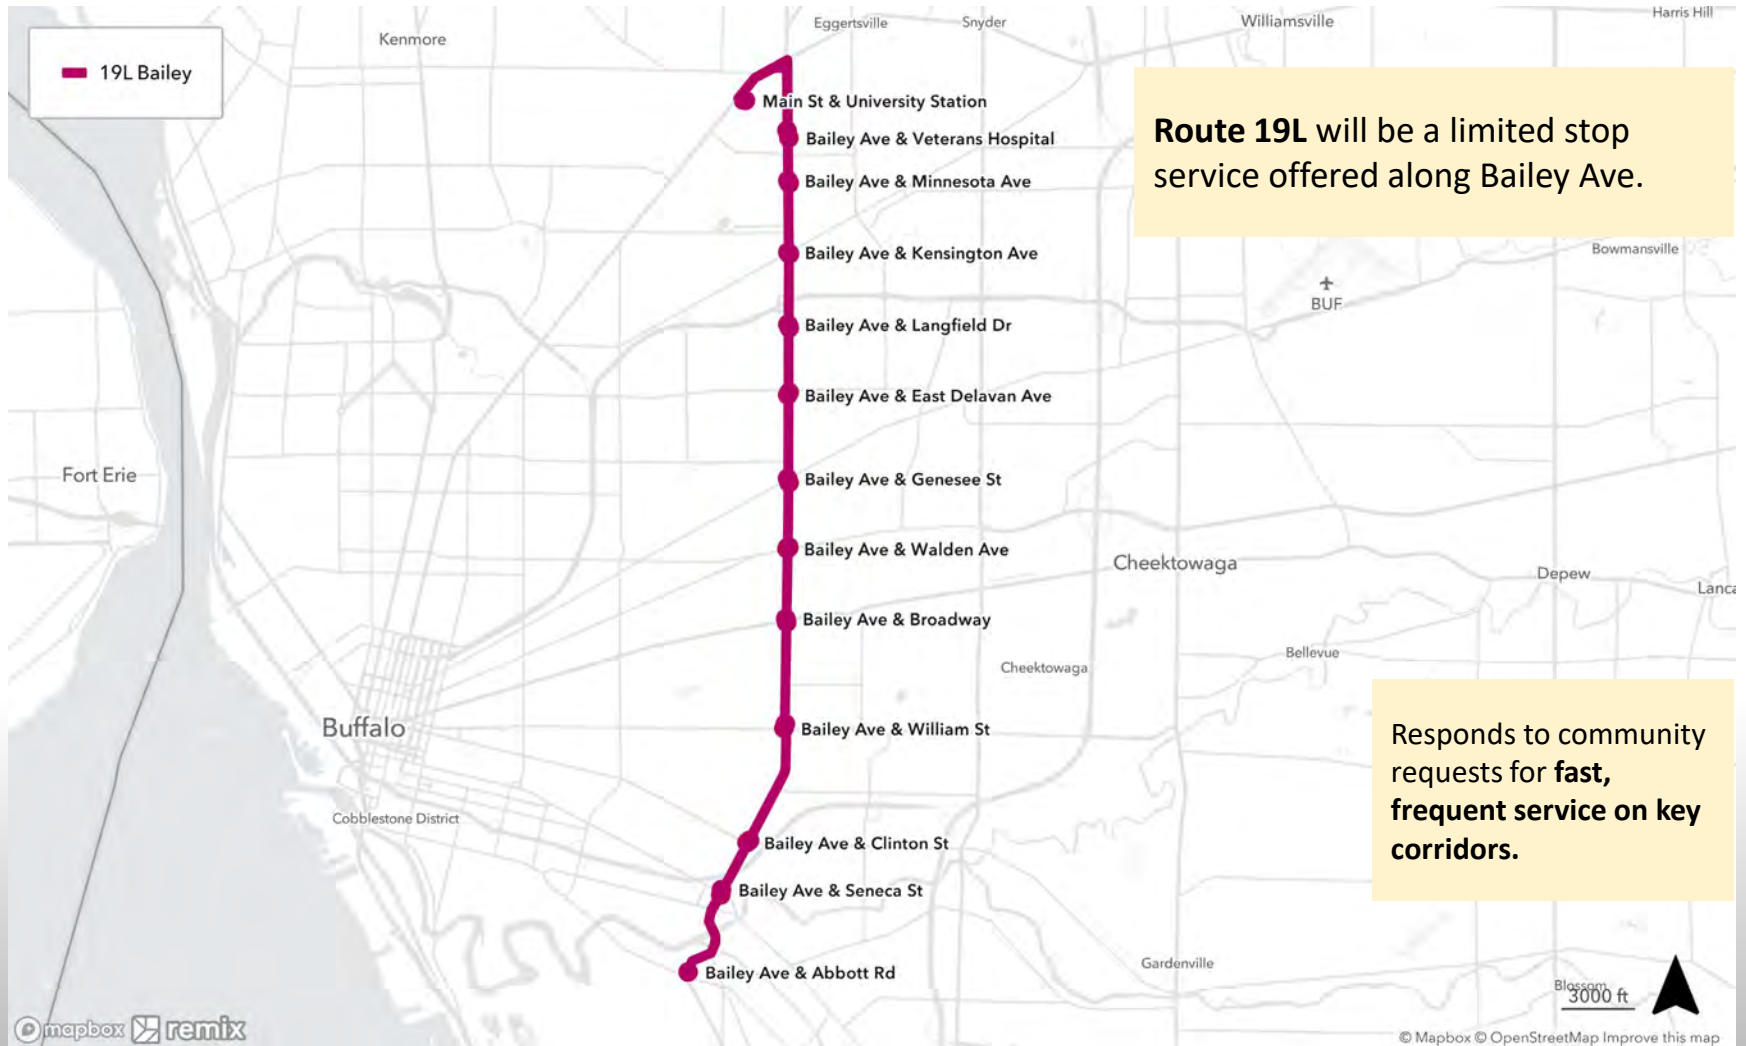 19L Bailey
Kenmore
Eggertsville
Snyder
Williamsville
Harris Hill
Main St & University Station
Bailey Ave & Veterans Hospital
Bailey Ave & Minnesota Ave
Bailey Ave & Kensington Ave
Bailey Ave & Langfield Dr
Bailey Ave & East Delavan Ave
Bailey Ave & Genesee St
Bailey Ave & Walden Ave
Bailey Ave & Broadway
Bailey Ave & William St
Bailey Ave & Clinton St
Bailey Ave & Seneca St
Bailey Ave & Abbott Rd
Route 19L will be a limited stop
service offered along Bailey Ave.
Bowmansville
BUF
Fort Erie
Cheektowaga
Depew
Lanca
Bellevue
Cheektowaga
Buffalo
Cobblestone District
Responds to community
requests for fast,
frequent service on key
corridors.
Gardenville
Blossom
3000 ft
mapbox remix
© Mapbox © OpenStreetMap Improve this map